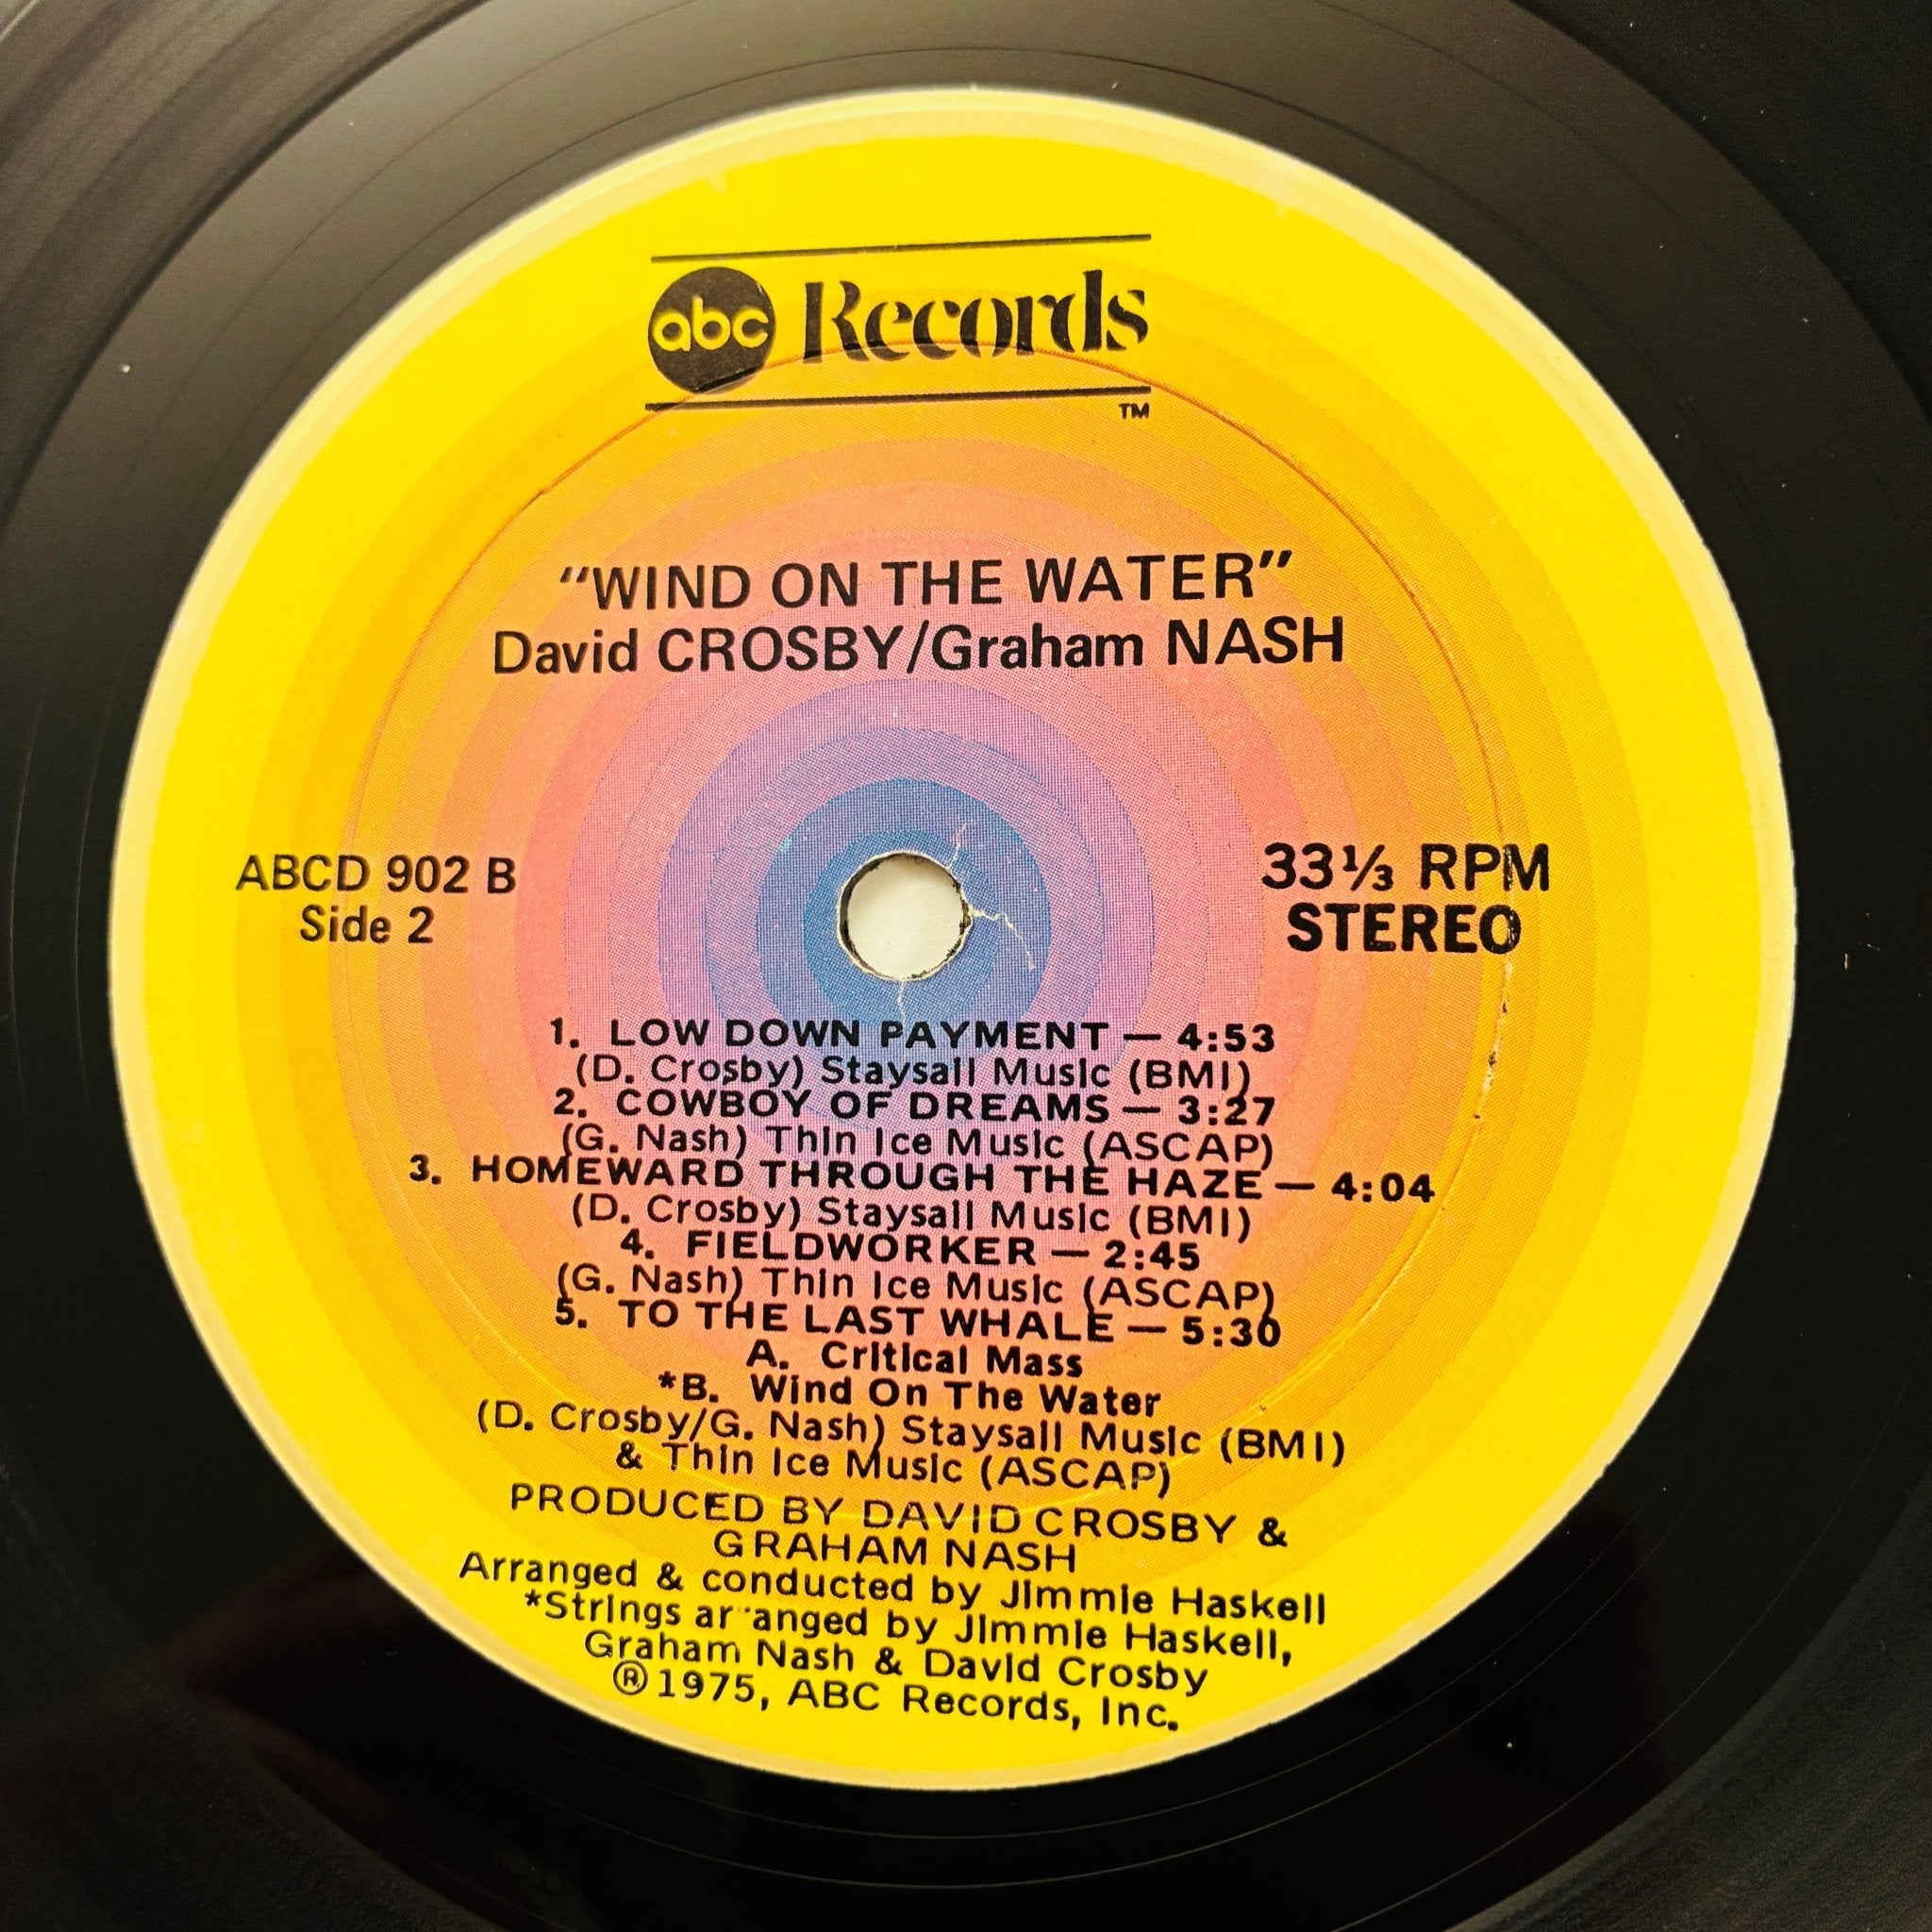 abc Records
TM
"WIND ON THE WATER"
David CROSBY/Graham NASH
ABCD 902 B
Side 2
33⅓ RPM
STEREO
1. LOW DOWN PAYMENT — 4:53
(D. Crosby) Staysail Music (BMI)
2. COWBOY OF DREAMS — 3:27
(G. Nash) Thin Ice Music (ASCAP)
3. HOMEWARD THROUGH THE HAZE — 4:04
(D. Crosby) Staysail Music (BMI)
4. FIELDWORKER — 2:45
(G. Nash) Thin Ice Music (ASCAP)
5. TO THE LAST WHALE — 5:30
A. Critical Mass
*B. Wind On The Water
(D. Crosby/G. Nash) Staysail Music (BMI)
& Thin Ice Music (ASCAP)
PRODUCED BY DAVID CROSBY &
GRAHAM NASH
Arranged & conducted by Jimmie Haskell
*Strings arranged by Jimmie Haskell,
Graham Nash & David Crosby
®1975, ABC Records, Inc.